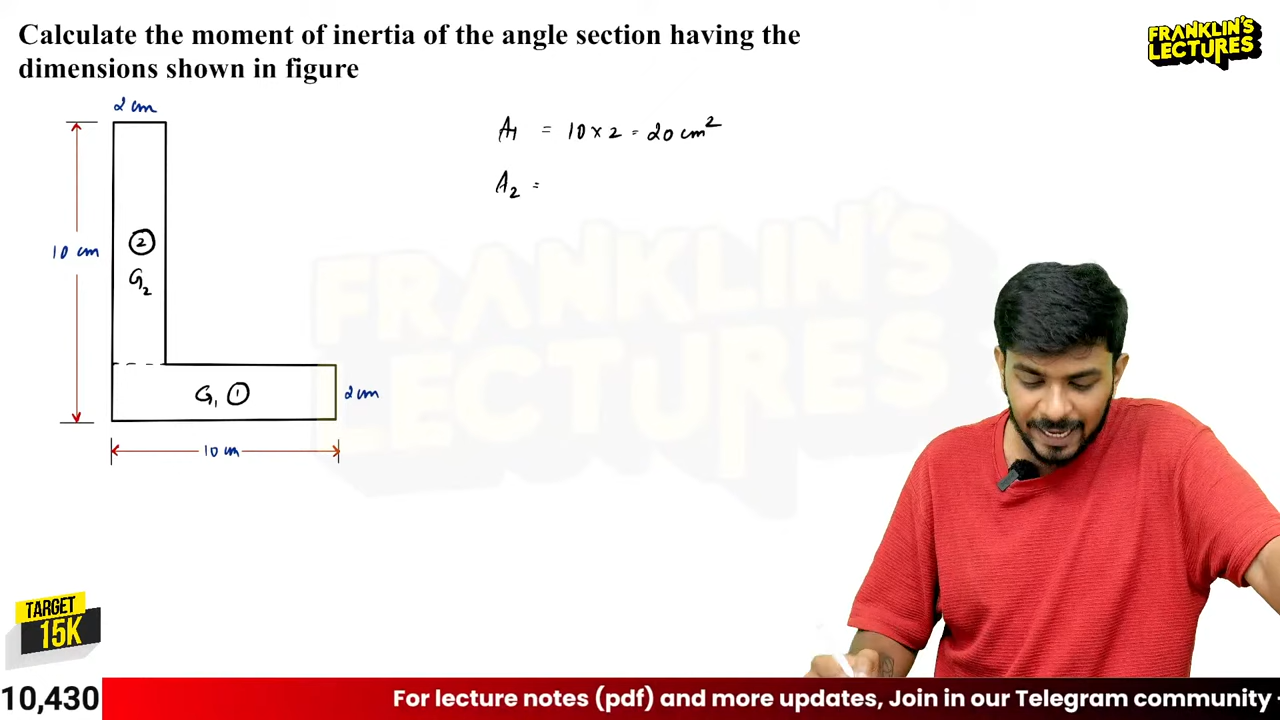 Calculate the moment of inertia of the angle section having the
dimensions shown in figure
FRANKLIN'S
LECTURES
2 cm
A1 = 10 × 2 = 20 cm²
A2 =
FRANKLIN'S
LECTURES
2
10 cm
G2
G1 1
2 cm
10 cm
TARGET
15K
10,430
For lecture notes (pdf) and more updates, Join in our Telegram community -